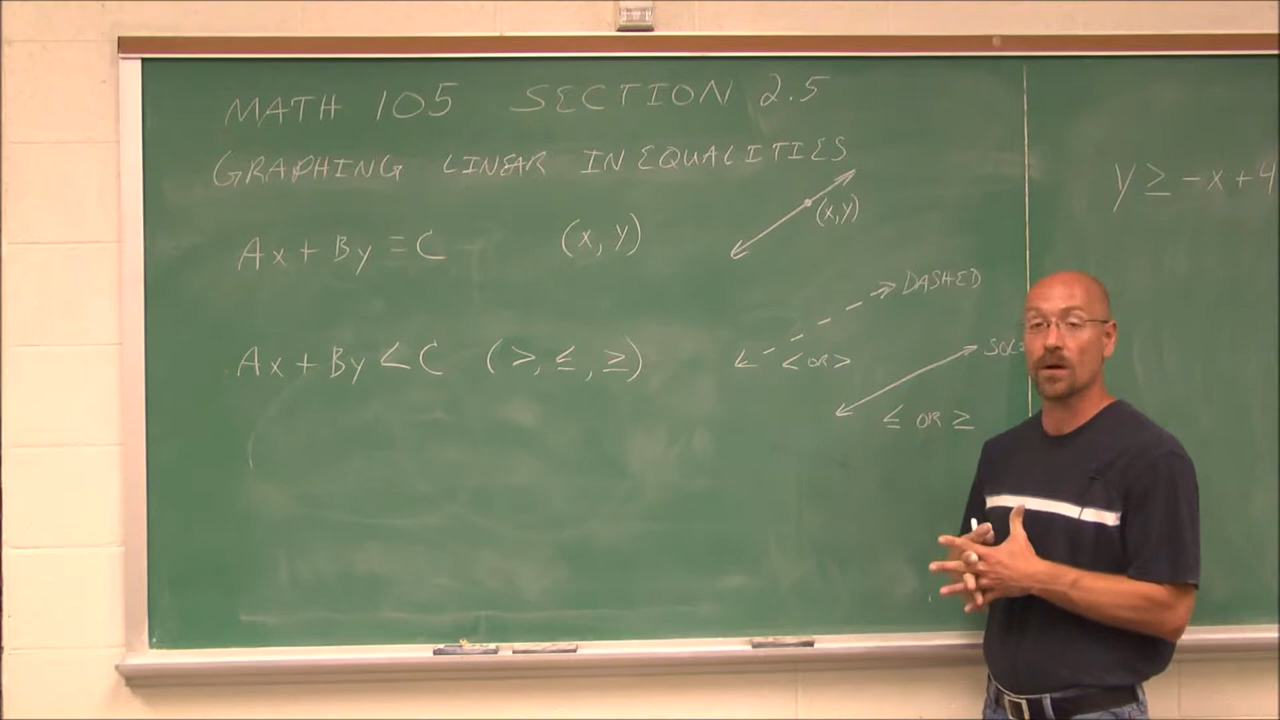 MATH 105 SECTION 2.5
GRAPHING LINEAR INEQUALITIES
Ax + By = C (x, y)
(x,y)
DASHED
Ax + By < C (>, ≤, ≥)
< OR >
≤ OR ≥
y ≥ -x + 4